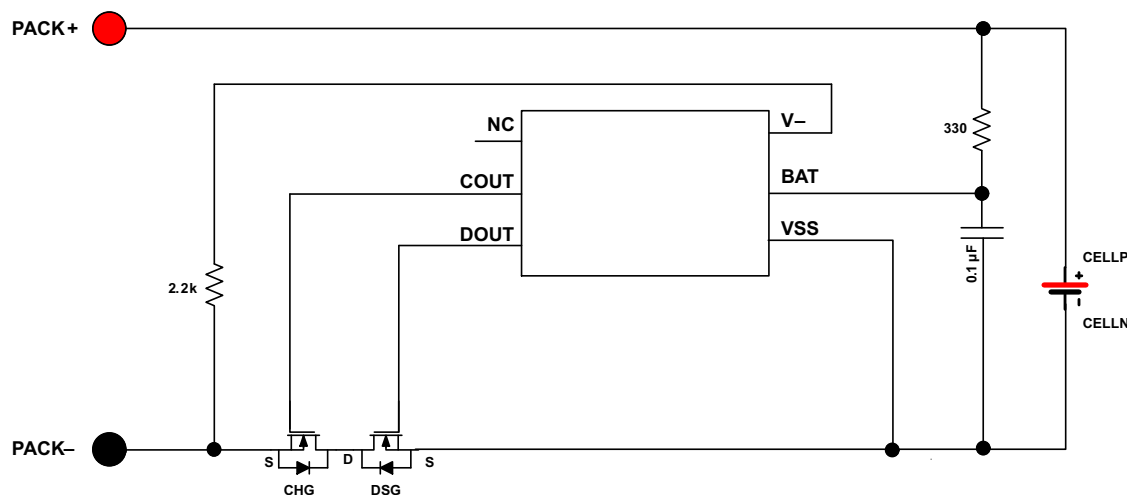 PACK+
NC
V–
COUT
BAT
DOUT
VSS
330
0.1 µF
2.2k
CELLP
+
-
CELLN
PACK–
S
D
S
CHG
DSG